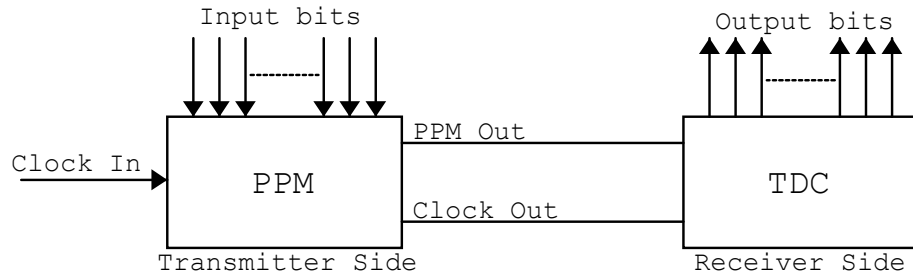 Input bits
Output bits
PPM Out
Clock In
PPM
TDC
Clock Out
Transmitter Side
Receiver Side